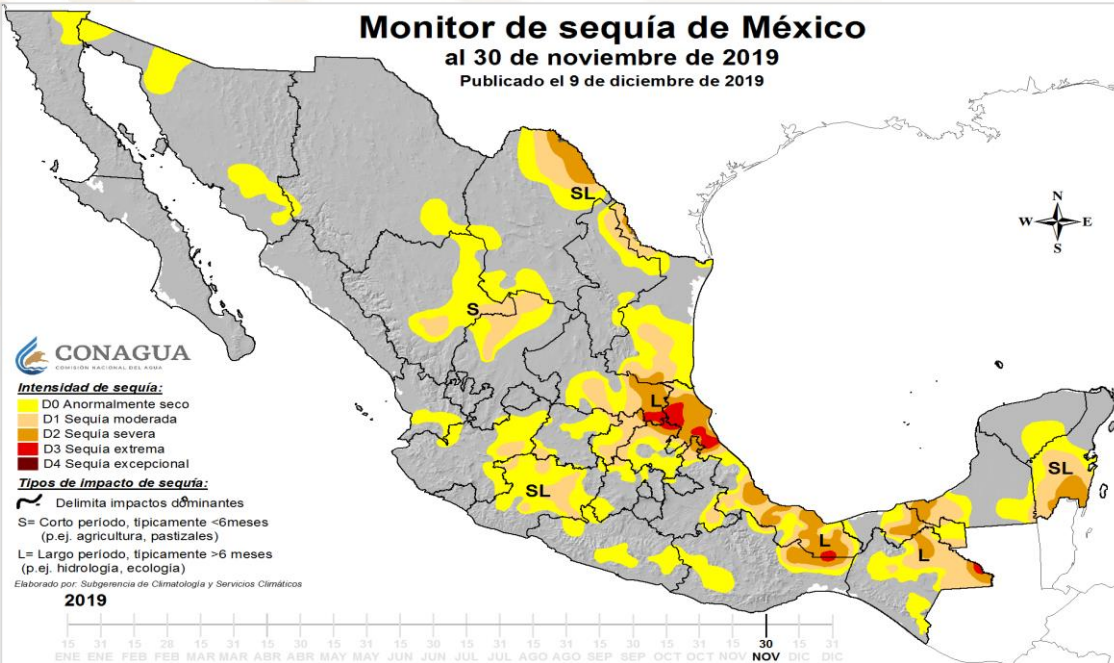 Monitor de sequía de México
al 30 de noviembre de 2019
Publicado el 9 de diciembre de 2019
N
W E
S
SL
S
L
SL
SL
L
L
CONAGUA
COMISIÓN NACIONAL DEL AGUA
Intensidad de sequía:
D0 Anormalmente seco
D1 Sequía moderada
D2 Sequía severa
D3 Sequía extrema
D4 Sequía excepcional
Tipos de impacto de sequía:
Delimita impactos dominantes
S= Corto período, típicamente <6meses
(p.ej. agricultura, pastizales)
L= Largo período, típicamente >6 meses
(p.ej. hidrología, ecología)
Elaborado por: Subgerencia de Climatología y Servicios Climáticos
2019
15 31 15 28 15 31 15 30 15 31 15 30 15 31 15 31 15 30 15 31 15 30 15 31
ENE ENE FEB FEB MAR MAR ABR ABR MAY MAY JUN JUN JUL JUL AGO AGO SEP SEP OCT OCT NOV NOV DIC DIC